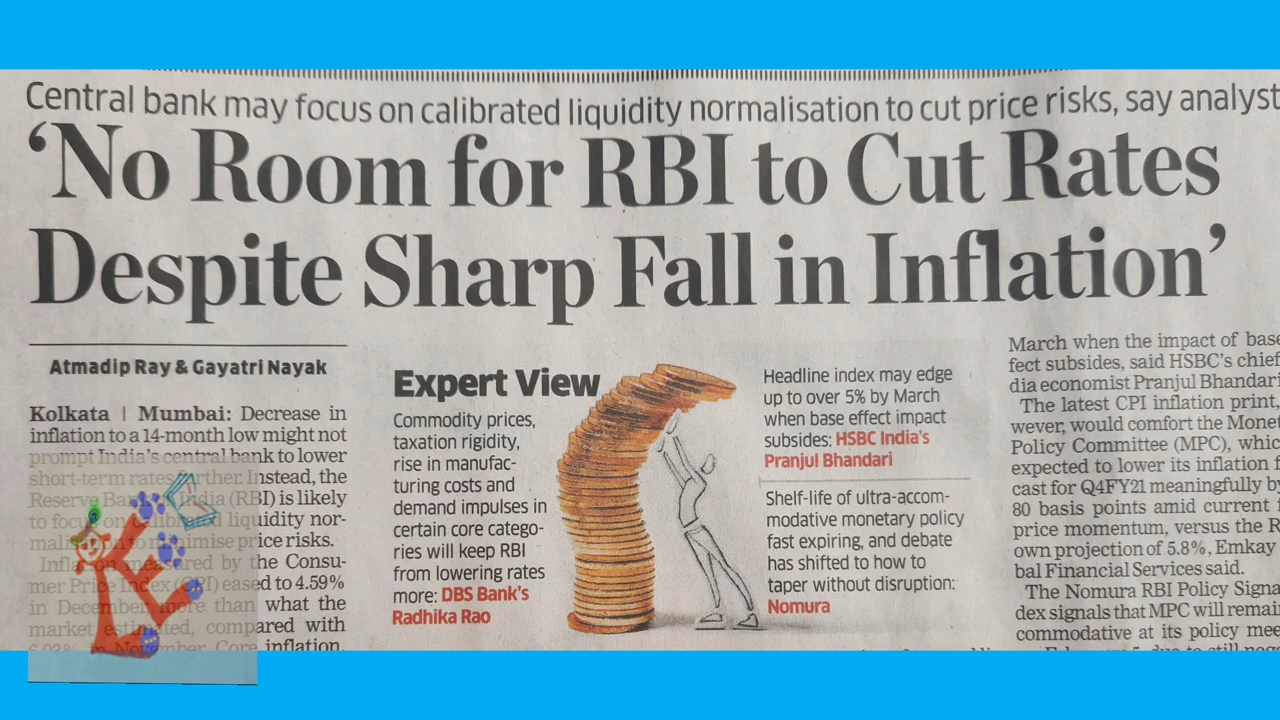 Central bank may focus on calibrated liquidity normalisation to cut price risks, say analyst
‘No Room for RBI to Cut Rates
Despite Sharp Fall in Inflation’
Atmadip Ray & Gayatri Nayak
Kolkata | Mumbai: Decrease in
inflation to a 14-month low might not
prompt India's central bank to lower
short-term rates further. Instead, the
Reserve Bank of India (RBI) is likely
to focus on calibrated liquidity nor-
malisation to minimise price risks.
Inflation measured by the Consu-
mer Price Index (CPI) eased to 4.59%
in December, more than what the
market estimated, compared with
6.93% in November. Core inflation,
Expert View
Commodity prices,
taxation rigidity,
rise in manufac-
turing costs and
demand impulses in
certain core catego-
ries will keep RBI
from lowering rates
more: DBS Bank's
Radhika Rao
Headline index may edge
up to over 5% by March
when base effect impact
subsides: HSBC India's
Pranjul Bhandari
Shelf-life of ultra-accom-
modative monetary policy
fast expiring, and debate
has shifted to how to
taper without disruption:
Nomura
March when the impact of base
fect subsides, said HSBC's chief
dia economist Pranjul Bhandari
The latest CPI inflation print,
wever, would comfort the Monet
Policy Committee (MPC), whic
expected to lower its inflation f
cast for Q4FY21 meaningfully by
80 basis points amid current
price momentum, versus the R
own projection of 5.8%, Emkay
bal Financial Services said.
The Nomura RBI Policy Signa
dex signals that MPC will remai
commodative at its policy mee